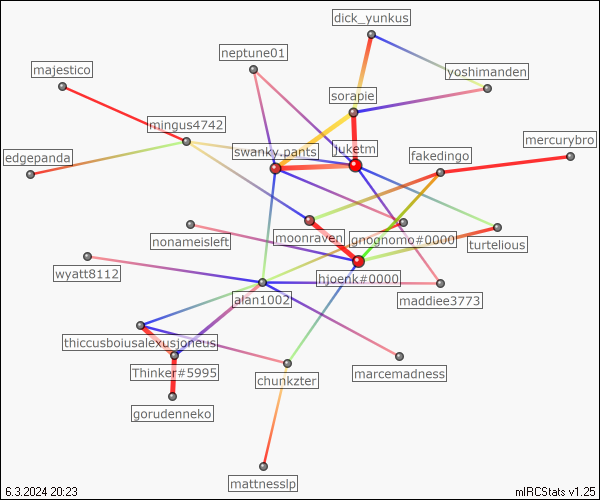 dick_yunkus
neptune01
majestico
yoshimanden
sorapie
mingus4742
mercurybro
swanky.pants
juketm
fakedingo
edgepanda
moonraven
gnognomo#0000
nonameisleft
turtelious
wyatt8112
hjoenk#0000
alan1002
maddiee3773
thiccusboiusalexusjoneus
Thinker#5995
chunkzter
marcemadness
gorudenneko
mattnesslp
6.3.2024 20:23
mIRCStats v1.25